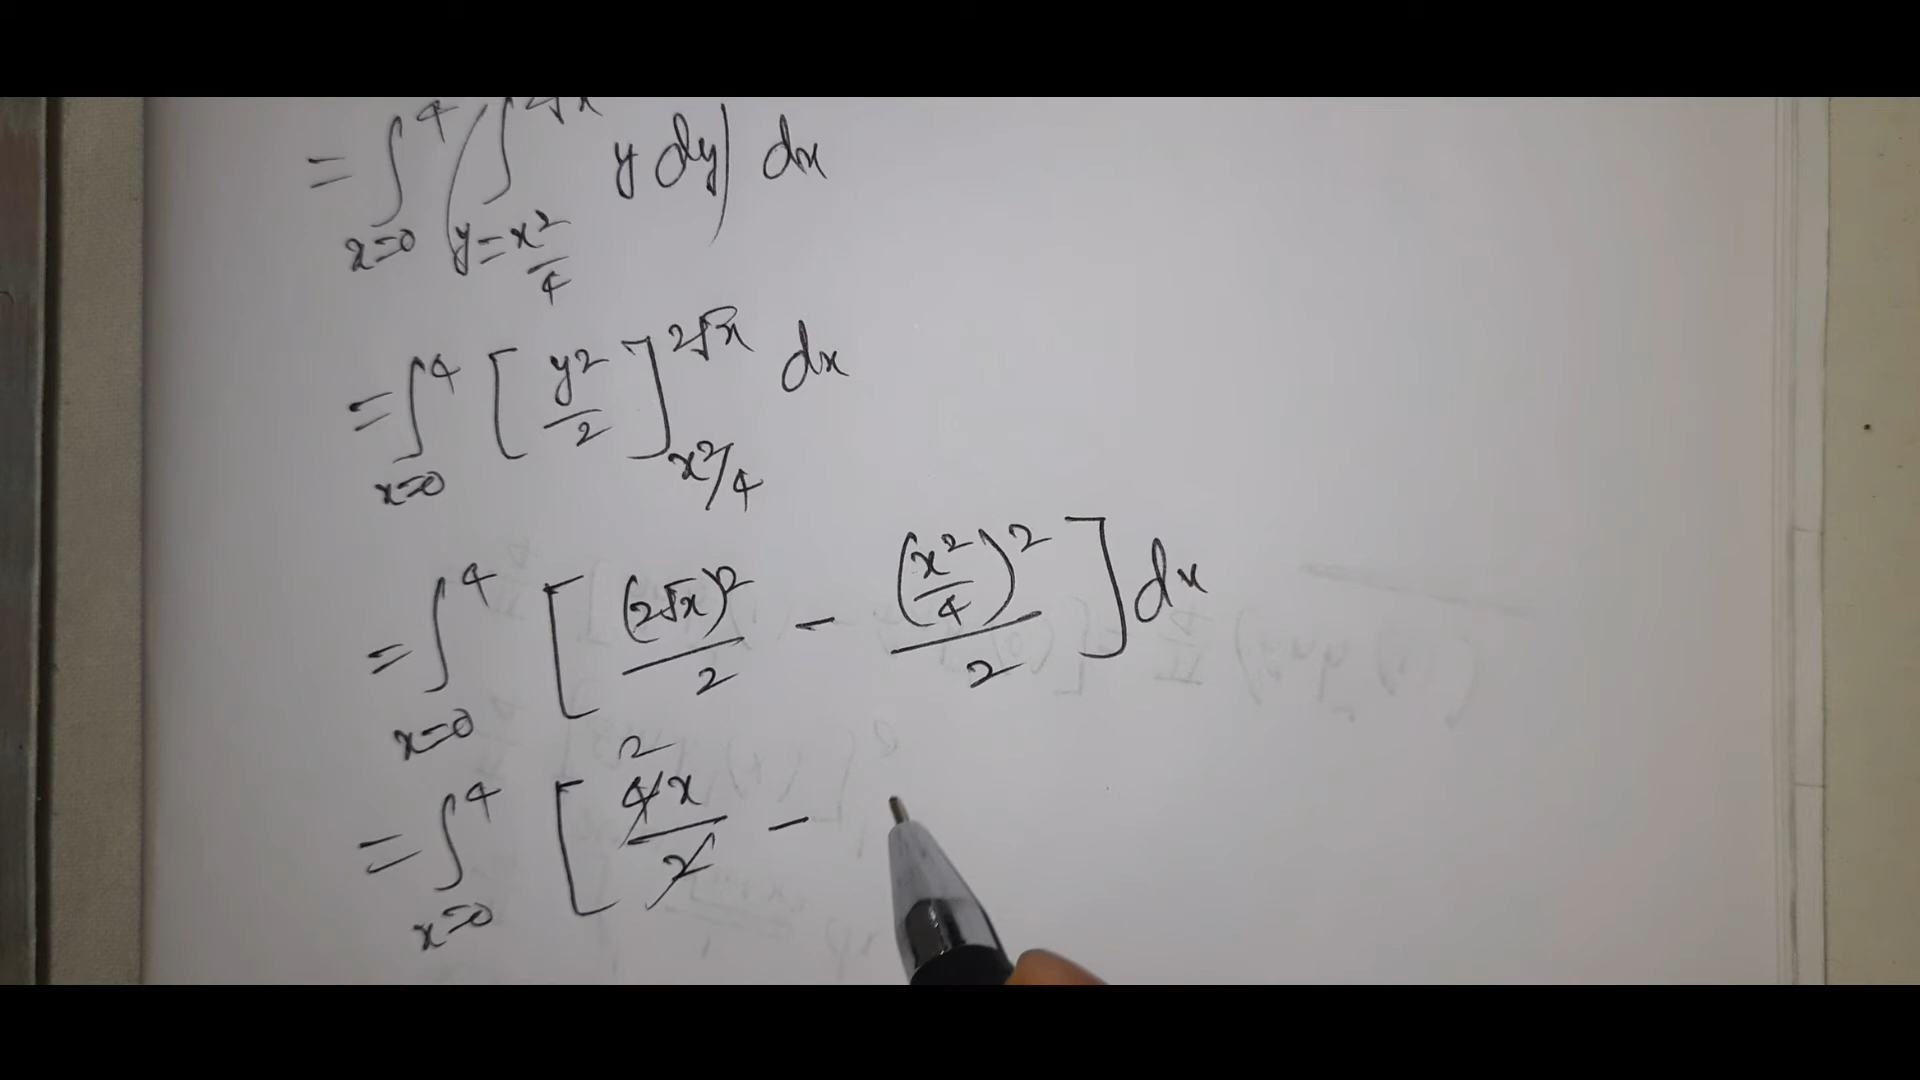 = ∫_{x=0}^{4} ( ∫_{y=x²/4}^{2√x} y dy ) dx
= ∫_{x=0}^{4} [ y²/2 ]_{x²/4}^{2√x} dx
= ∫_{x=0}^{4} [ (2√x)²/2 - (x²/4)²/2 ] dx
= ∫_{x=0}^{4} [ 2 4x/2 -